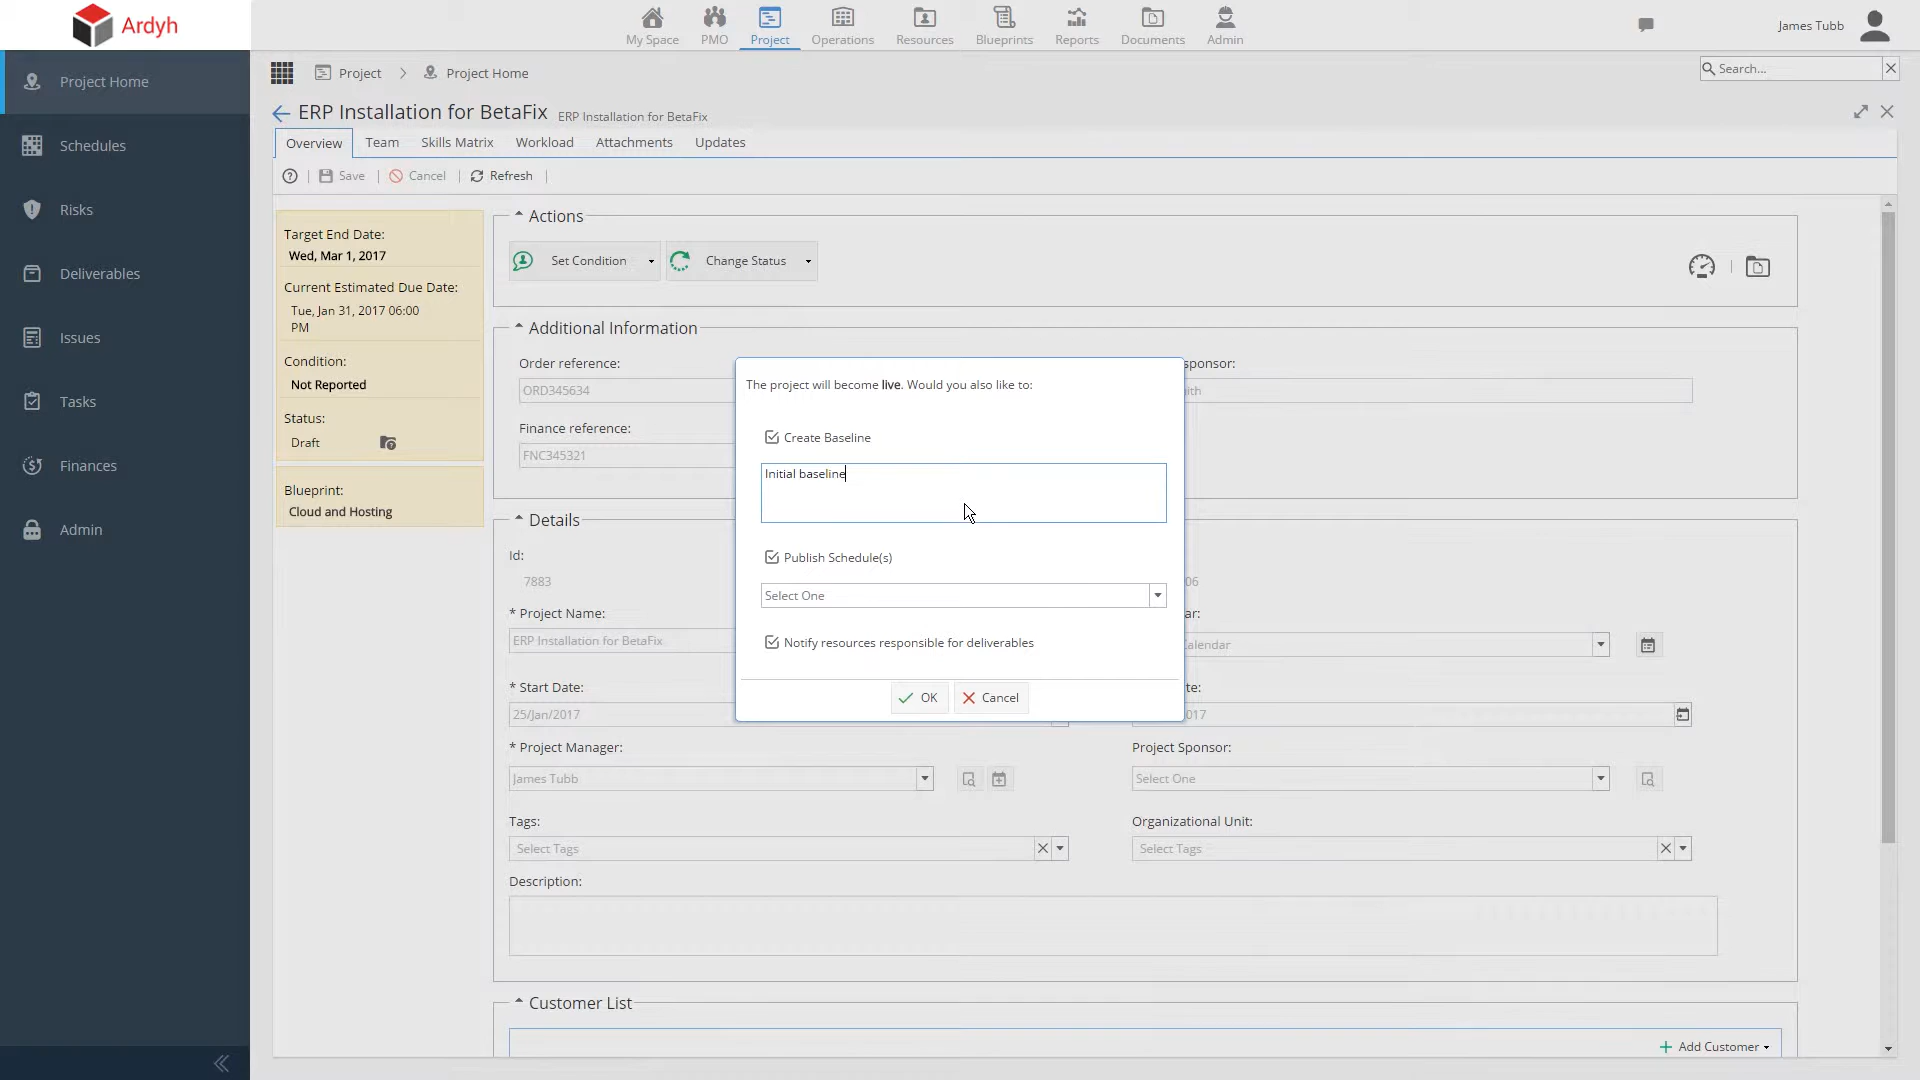 Ardyh
My Space
PMO
Project
Operations
Resources
Blueprints
Reports
Documents
Admin
James Tubb
Project Home
Schedules
Risks
Deliverables
Issues
Tasks
Finances
Admin
Project
Project Home
Search...
ERP Installation for BetaFix
ERP Installation for BetaFix
Overview
Team
Skills Matrix
Workload
Attachments
Updates
Save
Cancel
Refresh
Target End Date:
Wed, Mar 1, 2017
Current Estimated Due Date:
Tue, Jan 31, 2017 06:00
PM
Condition:
Not Reported
Status:
Draft
Blueprint:
Cloud and Hosting
Actions
Set Condition
Change Status
Additional Information
Order reference:
ORD345634
Finance reference:
FNC345321
The project will become live. Would you also like to:
Create Baseline
Initial baseline
Publish Schedule(s)
Select One
Notify resources responsible for deliverables
OK
Cancel
Details
Id:
7883
* Project Name:
ERP Installation for BetaFix
* Start Date:
25/Jan/2017
* Project Manager:
James Tubb
Project Sponsor:
Select One
Tags:
Select Tags
Organizational Unit:
Select Tags
Description:
Customer List
Add Customer